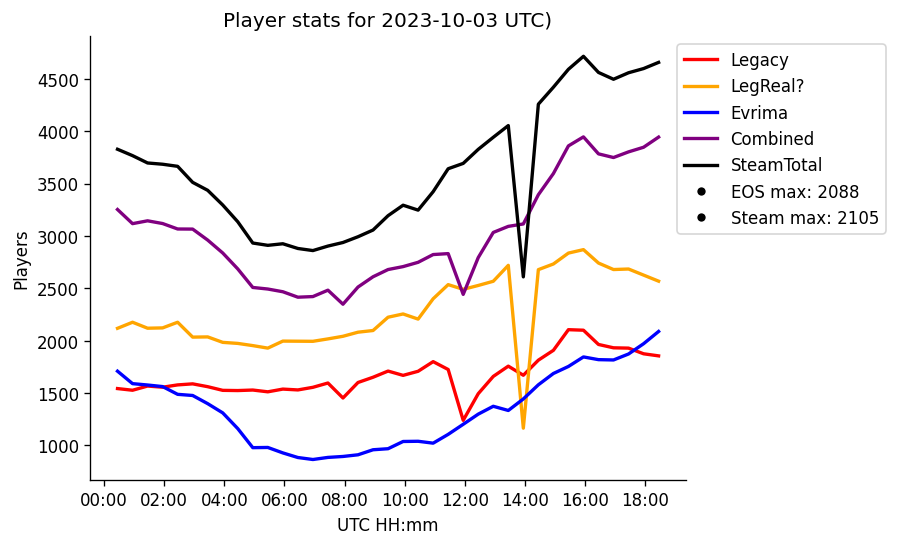 Player stats for 2023-10-03 UTC)
Players
4500
4000
3500
3000
2500
2000
1500
1000
00:00 02:00 04:00 06:00 08:00 10:00 12:00 14:00 16:00 18:00
UTC HH:mm
Legacy
LegReal?
Evrima
Combined
SteamTotal
EOS max: 2088
Steam max: 2105